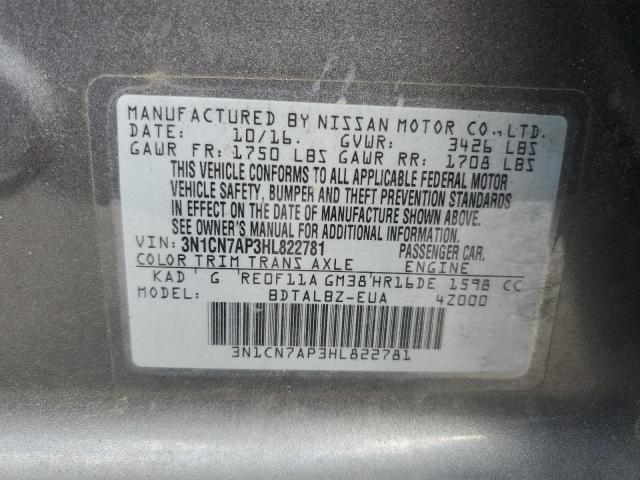 MANUFACTURED BY NISSAN MOTOR CO., LTD.
DATE: 10/16. GVWR: 3426 LBS
GAWR FR: 1750 LBS GAWR RR: 1708 LBS
THIS VEHICLE CONFORMS TO ALL APPLICABLE FEDERAL MOTOR
VEHICLE SAFETY, BUMPER AND THEFT PREVENTION STANDARDS
IN EFFECT ON THE DATE OF MANUFACTURE SHOWN ABOVE.
SEE OWNER'S MANUAL OR INFORMATION
VIN: 3N1CN7AP3HL822781 PASSENGER CAR.
COLOR TRIM TRANS AXLE ENGINE
KAD G RE0F11A GM38 HR16DE 1598 CC
MODEL: BDTALBZ-EUA 4Z000
3N1CN7AP3HL822781